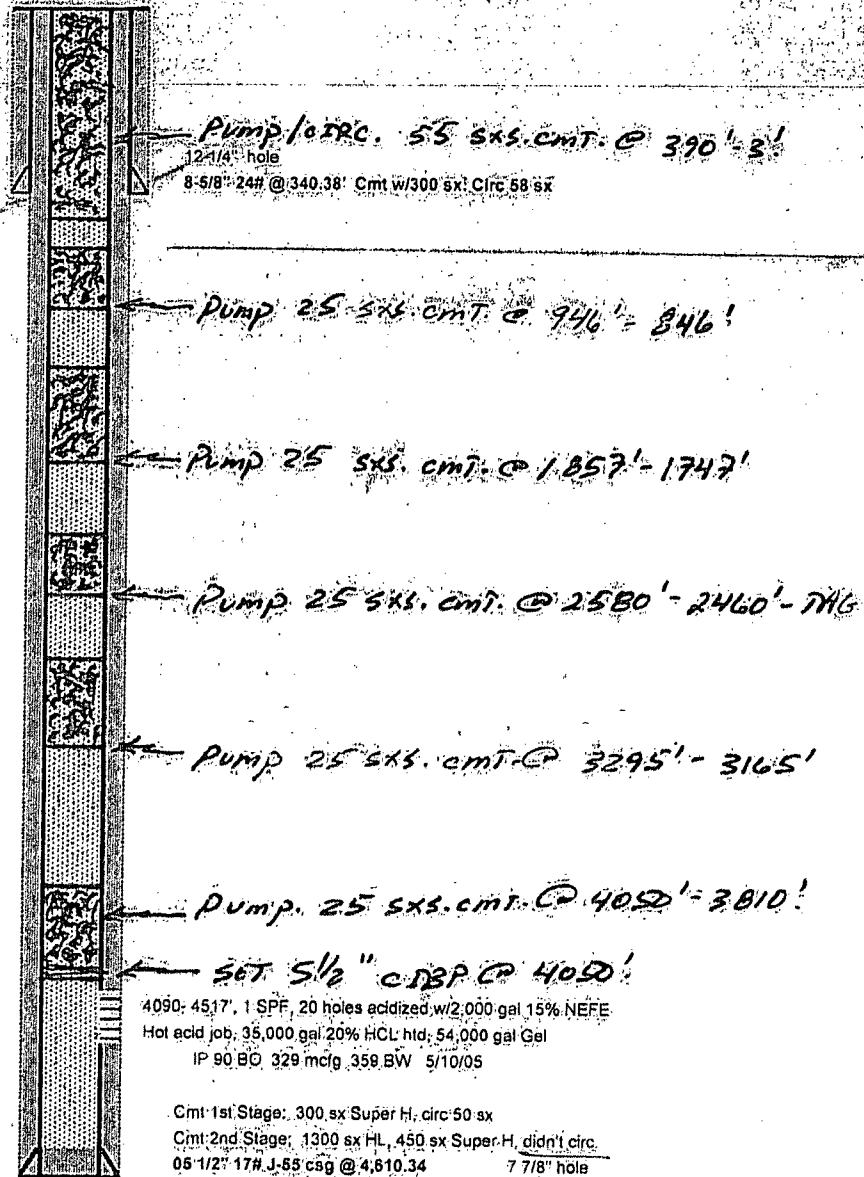 Pump/CIRC. 55 SXS. CMT. @ 390'-3'
12-1/4" hole
8-5/8" 24# @ 340.38' Cmt w/300 sx, Circ 58 sx
Pump 25 SXS. CMT. @ 946'-846'
Pump 25 SXS. CMT. @ 1857'-1747'
Pump 25 SXS. CMT. @ 2580'-2460'-TAG
Pump 25 SXS. CMT. @ 3295'-3165'
Pump. 25 SXS. CMT. @ 4050'-3810'
SET 5 1/2" CIBP @ 4050'
4090-4517', 1 SPF, 20 holes acidized w/2,000 gal 15% NEFE
Hot acid job, 35,000 gal 20% HCL htd, 54,000 gal Gel
IP 90 BO 329 mcfg 359 BW 5/10/05
Cmt 1st Stage: 300 sx Super H, circ 50 sx
Cmt 2nd Stage; 1300 sx HL, 450 sx Super H, didn't circ.
05 1/2" 17# J-55 csg @ 4,610.34 7 7/8" hole